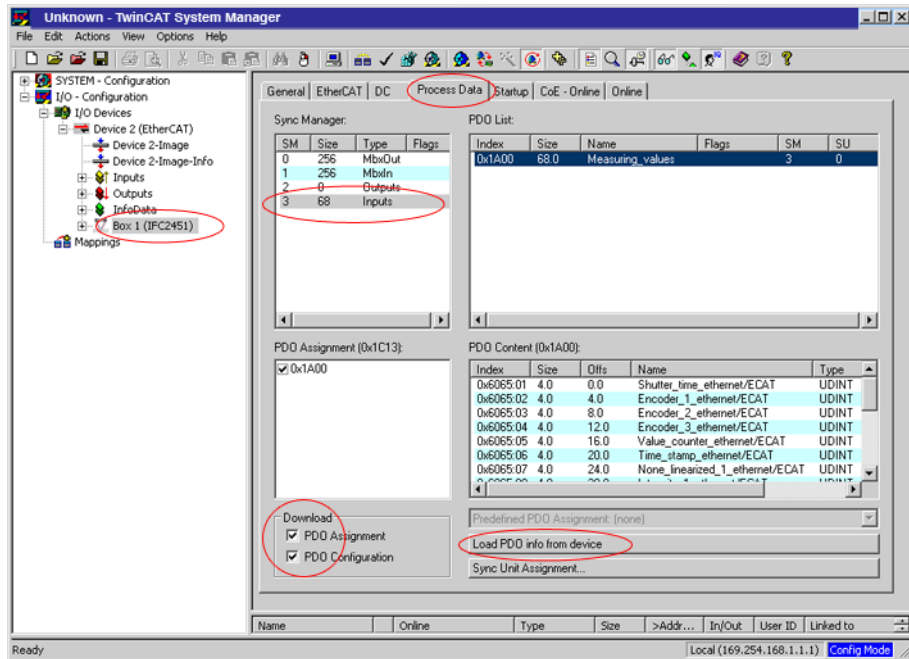 Unknown - TwinCAT System Manager
File Edit Actions View Options Help
SYSTEM - Configuration
I/O - Configuration
I/O Devices
Device 2 (EtherCAT)
Device 2-Image
Device 2-Image-Info
Inputs
Outputs
InfoData
Box 1 (IFC2451)
Mappings
General EtherCAT DC Process Data Startup CoE - Online Online
Sync Manager:
SM Size Type Flags
0 256 MbxOut
1 256 MbxIn
2 0 Outputs
3 68 Inputs
PDO List:
Index Size Name Flags SM SU
0x1A00 68.0 Measuring_values 3 0
PDO Assignment (0x1C13):
0x1A00
PDO Content (0x1A00):
Index Size Offs Name Type
0x6065:01 4.0 0.0 Shutter_time_ethernet/ECAT UDINT
0x6065:02 4.0 4.0 Encoder_1_ethernet/ECAT UDINT
0x6065:03 4.0 8.0 Encoder_2_ethernet/ECAT UDINT
0x6065:04 4.0 12.0 Encoder_3_ethernet/ECAT UDINT
0x6065:05 4.0 16.0 Value_counter_ethernet/ECAT UDINT
0x6065:06 4.0 20.0 Time_stamp_ethernet/ECAT UDINT
0x6065:07 4.0 24.0 None_linearized_1_ethernet/ECAT UDINT
Download
PDO Assignment
PDO Configuration
Predefined PDO Assignment: (none)
Load PDO info from device
Sync Unit Assignment...
Name Online Type Size >Addr... In/Out User ID Linked to
Ready Local (169.254.168.1.1.1) Config Mode